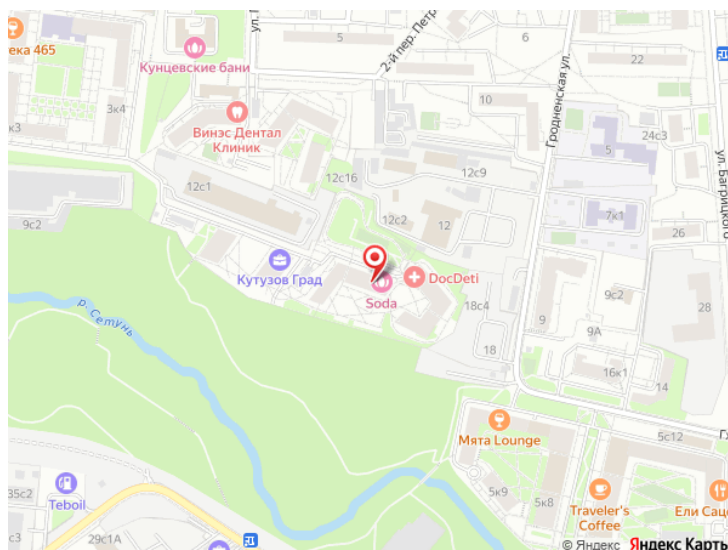 ека 465
Кунцевские бани
ул. П
5
2-й пер. Петр
6
22
3к4
к3
Винэс Дентал
Клиник
10
Гродненская ул.
24с3
5
ул. Багрицкого
12с16
12с9
12с1
12с2
12
7к1
26
9с2
Кутузов Град
DocDeti
Soda
18с4
9с2
28
9
9А
18
16к1
р. Сетунь
Мята Lounge
5с12
Г
35с2
Teboil
5к9
5к8
Traveler's
Coffee
Ели Саце
с3
29с1А
© Яндекс Яндекс Карты